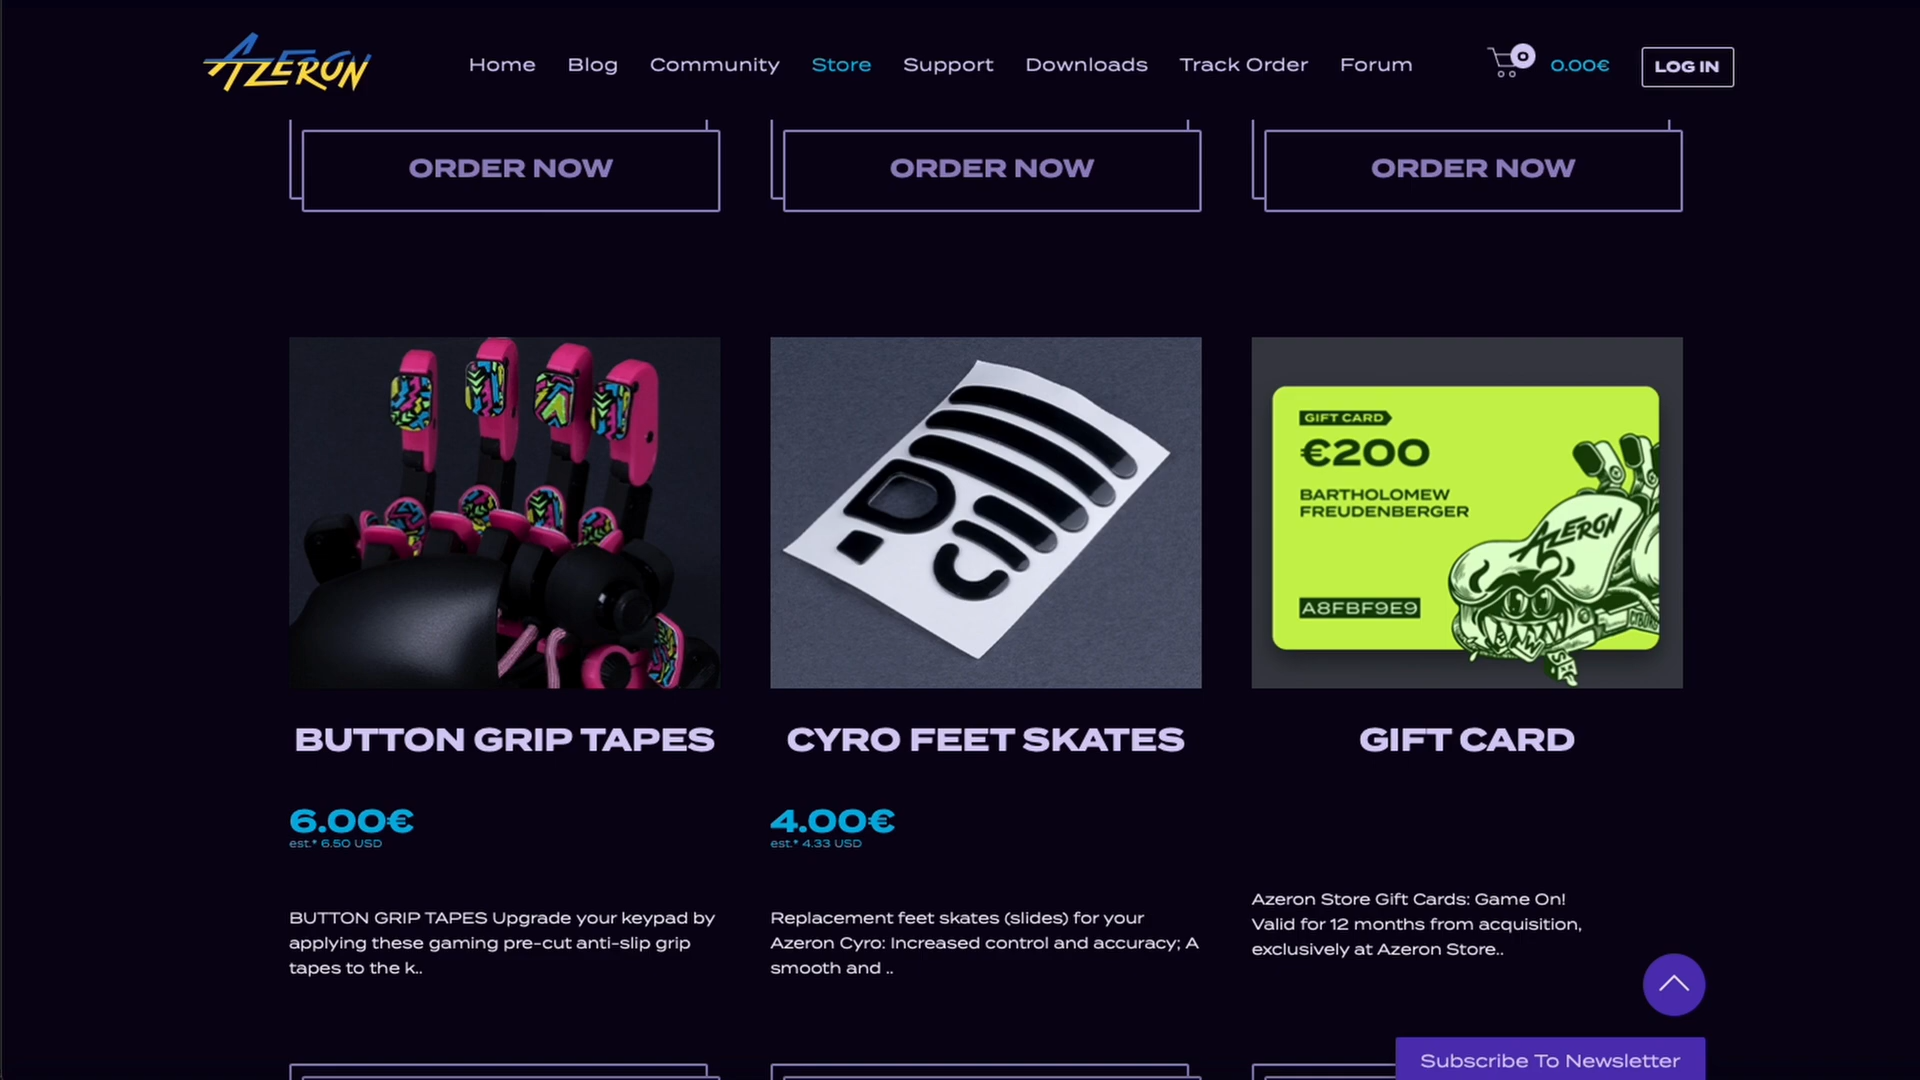 AZERON
Home Blog Community Store Support Downloads Track Order Forum 0 0.00€ LOG IN
ORDER NOW ORDER NOW ORDER NOW
GIFT CARD
€200
BARTHOLOMEW
FREUDENBERGER
AZERON
A8FBF9E9
BUTTON GRIP TAPES
6.00€
est.* 6.50 USD
BUTTON GRIP TAPES Upgrade your keypad by
applying these gaming pre-cut anti-slip grip
tapes to the k..
CYRO FEET SKATES
4.00€
est.* 4.33 USD
Replacement feet skates (slides) for your
Azeron Cyro: Increased control and accuracy; A
smooth and ..
GIFT CARD
Azeron Store Gift Cards: Game On!
Valid for 12 months from acquisition,
exclusively at Azeron Store..
Subscribe To Newsletter